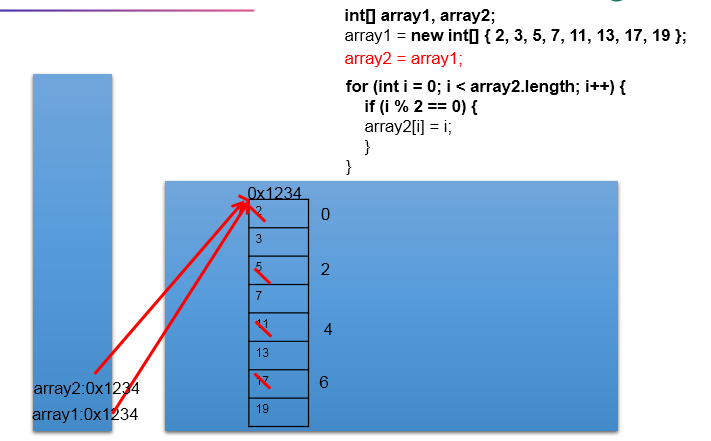 int[] array1, array2;
array1 = new int[] { 2, 3, 5, 7, 11, 13, 17, 19 };
array2 = array1;
for (int i = 0; i < array2.length; i++) {
if (i % 2 == 0) {
array2[i] = i;
}
}
0x1234
2 0
3
5 2
7
11 4
13
17 6
19
array2:0x1234
array1:0x1234